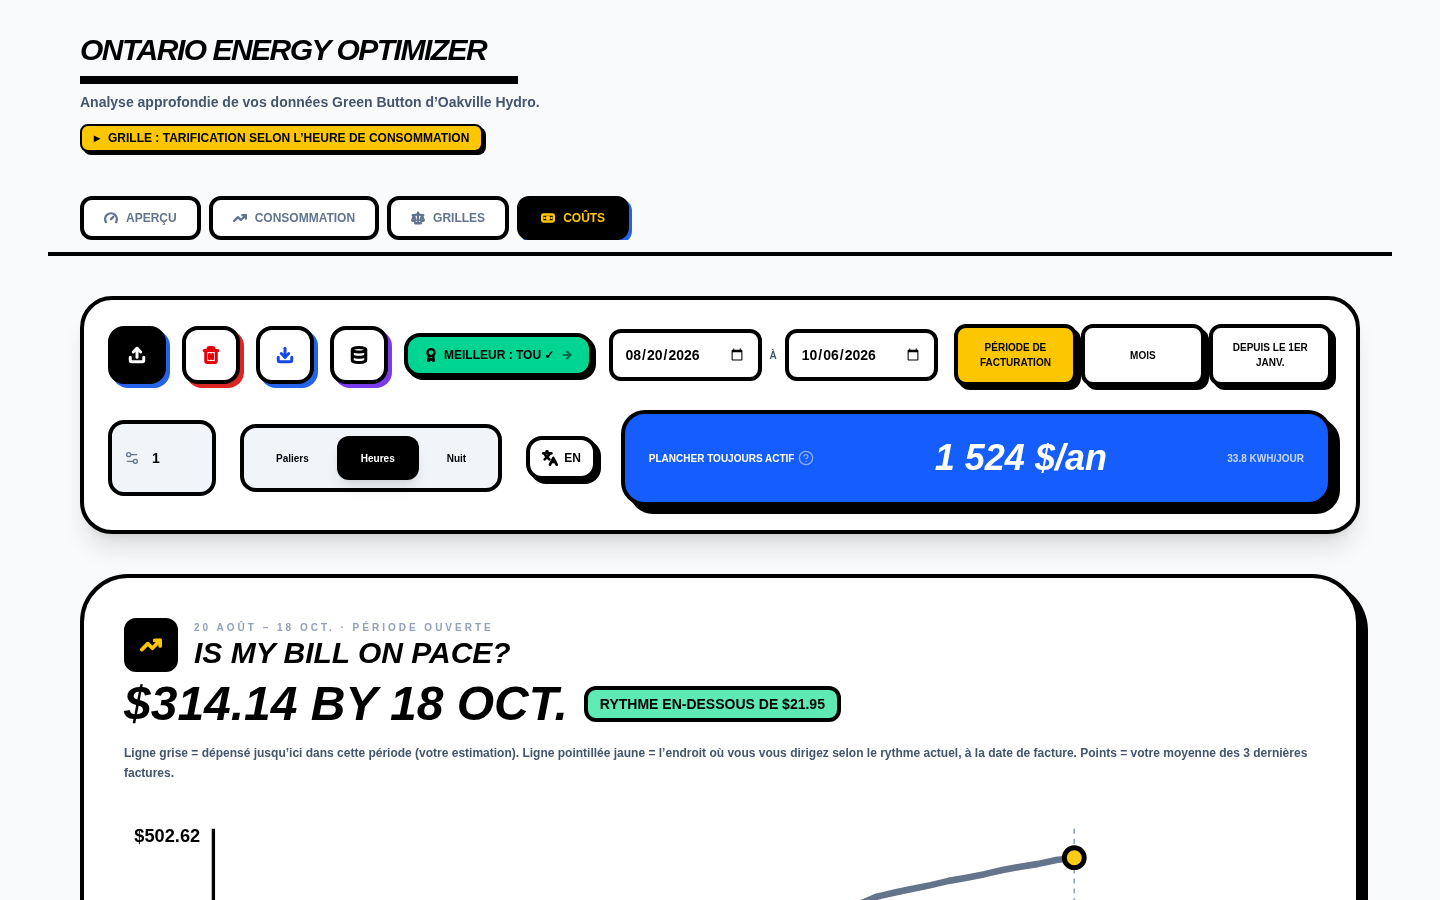 ONTARIO ENERGY OPTIMIZER
Analyse approfondie de vos données Green Button d’Oakville Hydro.
▸ GRILLE : TARIFICATION SELON L’HEURE DE CONSOMMATION
APERÇU
CONSOMMATION
GRILLES
COÛTS
MEILLEUR : TOU ✓ →
08/20/2026
À
10/06/2026
PÉRIODE DE
FACTURATION
MOIS
DEPUIS LE 1ER
JANV.
1
Paliers
Heures
Nuit
EN
PLANCHER TOUJOURS ACTIF
1 524 $/an
33.8 KWH/JOUR
20 AOÛT – 18 OCT. · PÉRIODE OUVERTE
IS MY BILL ON PACE?
$314.14 BY 18 OCT.
RYTHME EN-DESSOUS DE $21.95
Ligne grise = dépensé jusqu’ici dans cette période (votre estimation). Ligne pointillée jaune = l’endroit où vous vous dirigez selon le rythme actuel, à la date de facture. Points = votre moyenne des 3 dernières
factures.
$502.62